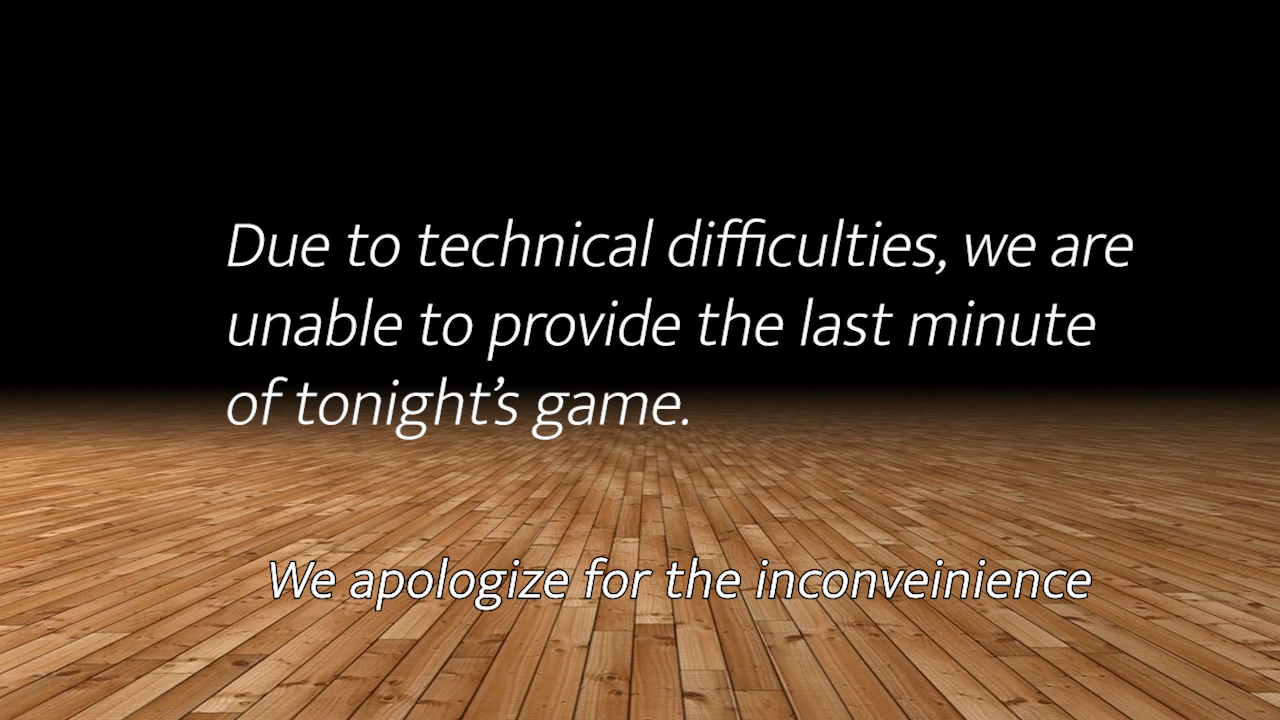 Due to technical difficulties, we are
unable to provide the last minute
of tonight’s game.
We apologize for the inconveinience